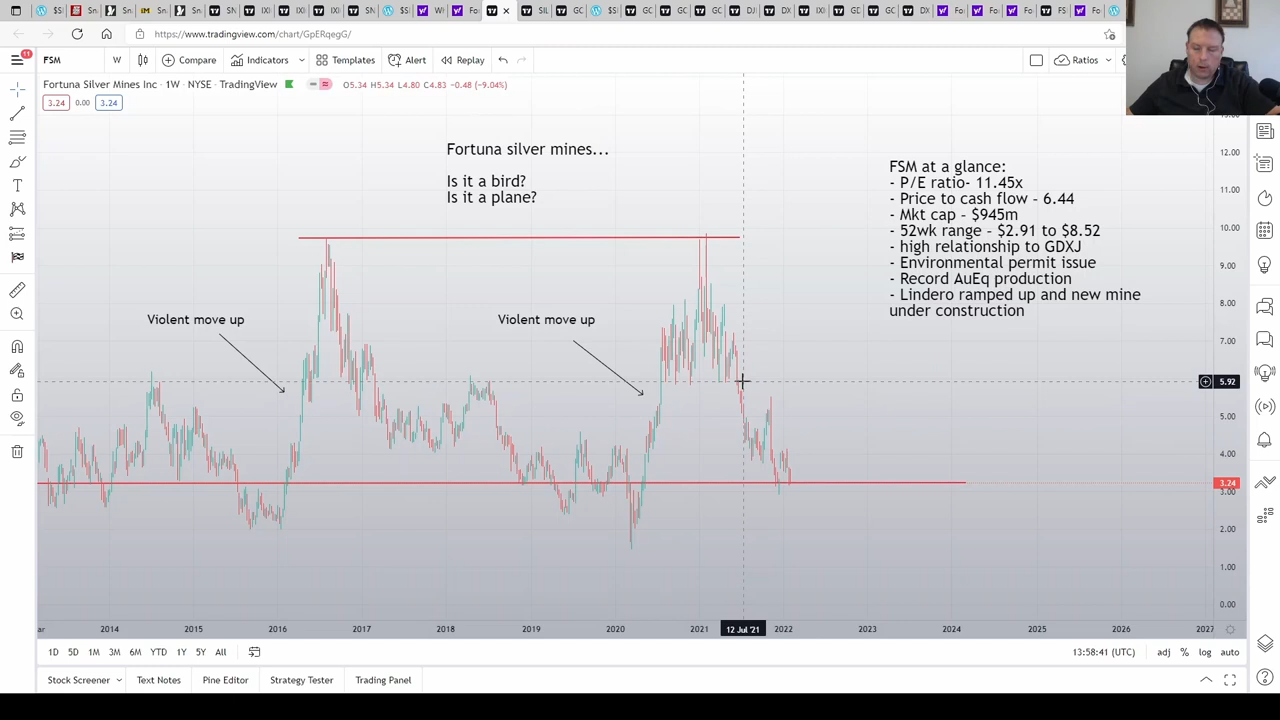 https://www.tradingview.com/chart/GpERqegG/
11
FSM
W
Compare
Indicators
Templates
Alert
Replay
Ratios
Fortuna Silver Mines Inc · 1W · NYSE · TradingView
O5.34 H5.34 L4.80 C4.83 -0.48 (-9.04%)
3.24 0.00 3.24
Fortuna silver mines...
Is it a bird?
Is it a plane?
FSM at a glance:
- P/E ratio- 11.45x
- Price to cash flow - 6.44
- Mkt cap - $945m
- 52wk range - $2.91 to $8.52
- high relationship to GDXJ
- Environmental permit issue
- Record AuEq production
- Lindero ramped up and new mine
under construction
Violent move up
Violent move up
12.00
11.00
10.00
9.00
8.00
7.00
5.92
5.00
4.00
3.24
3.00
2.00
1.00
0.00
2014 2015 2016 2017 2018 2019 2020 2021 12 Jul '21 2022 2023 2024 2025 2026 2027
1D 5D 1M 3M 6M YTD 1Y 5Y All
13:58:41 (UTC) adj % log auto
Stock Screener Text Notes Pine Editor Strategy Tester Trading Panel